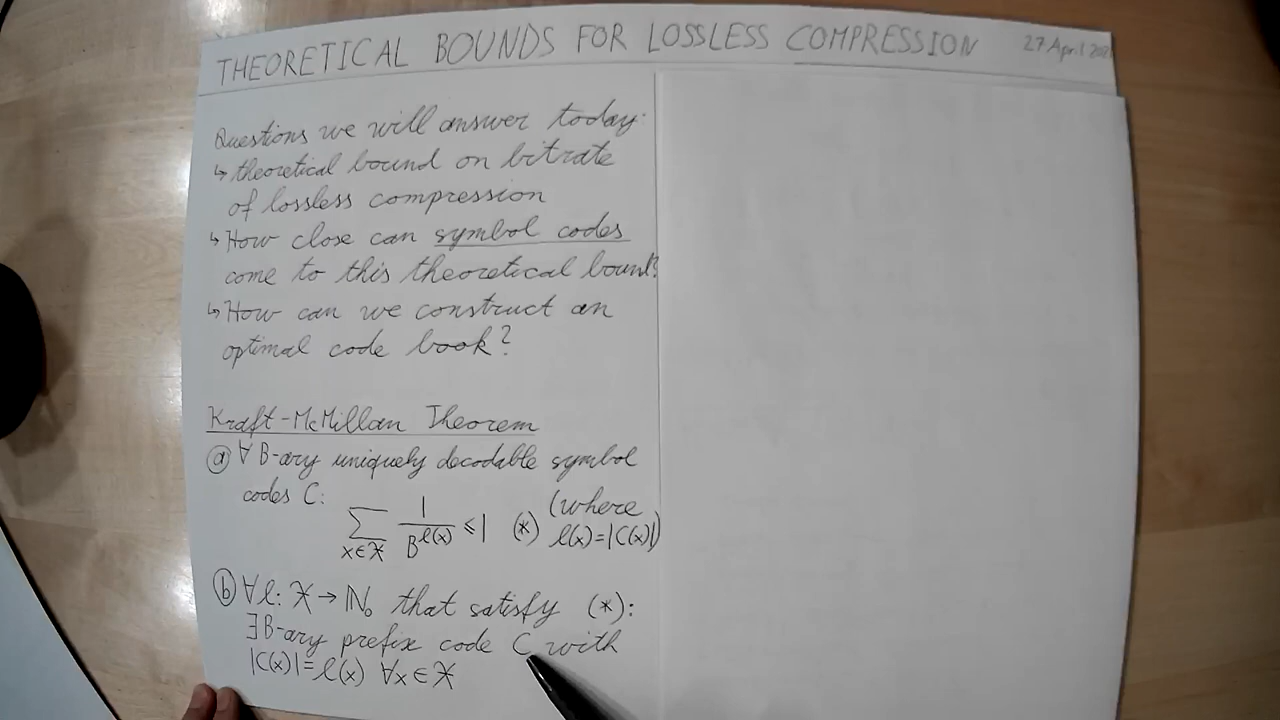 THEORETICAL BOUNDS FOR LOSSLESS COMPRESSION 27 April
Questions we will answer today:
↳ theoretical bound on bitrate
of lossless compression
↳ How close can symbol codes
come to this theoretical bound?
↳ How can we construct an
optimal code book?
Kraft-McMillan Theorem
ⓐ ∀ B-ary uniquely decodable symbol
codes C:
∑_{x∈𝒳} 1/B^{ℓ(x)} ≤ 1 (*) (where ℓ(x)=|C(x)|)
ⓑ ∀ℓ: 𝒳 → ℕ₀ that satisfy (*):
∃ B-ary prefix code C with
|C(x)| = ℓ(x) ∀x ∈ 𝒳